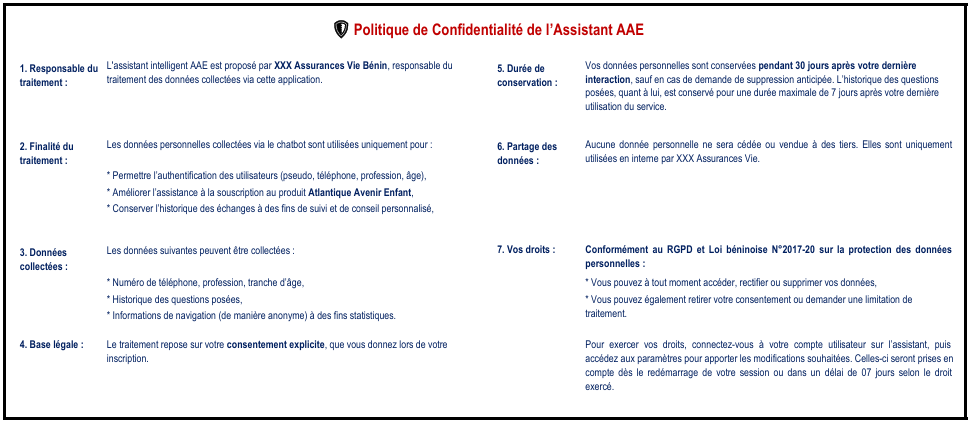 Politique de Confidentialité de l'Assistant AAE
1. Responsable du traitement :
L'assistant intelligent AAE est proposé par XXX Assurances Vie Bénin, responsable du
traitement des données collectées via cette application.
2. Finalité du traitement :
Les données personnelles collectées via le chatbot sont utilisées uniquement pour :
* Permettre l'authentification des utilisateurs (pseudo, téléphone, profession, âge),
* Améliorer l'assistance à la souscription au produit Atlantique Avenir Enfant,
* Conserver l'historique des échanges à des fins de suivi et de conseil personnalisé,
3. Données collectées :
Les données suivantes peuvent être collectées :
* Numéro de téléphone, profession, tranche d'âge,
* Historique des questions posées,
* Informations de navigation (de manière anonyme) à des fins statistiques.
4. Base légale :
Le traitement repose sur votre consentement explicite, que vous donnez lors de votre
inscription.
5. Durée de conservation :
Vos données personnelles sont conservées pendant 30 jours après votre dernière
interaction, sauf en cas de demande de suppression anticipée. L'historique des questions
posées, quant à lui, est conservé pour une durée maximale de 7 jours après votre dernière
utilisation du service.
6. Partage des données :
Aucune donnée personnelle ne sera cédée ou vendue à des tiers. Elles sont uniquement
utilisées en interne par XXX Assurances Vie.
7. Vos droits :
Conformément au RGPD et Loi béninoise N°2017-20 sur la protection des données
personnelles :
* Vous pouvez à tout moment accéder, rectifier ou supprimer vos données,
* Vous pouvez également retirer votre consentement ou demander une limitation de
traitement.
Pour exercer vos droits, connectez-vous à votre compte utilisateur sur l'assistant, puis
accédez aux paramètres pour apporter les modifications souhaitées. Celles-ci seront prises en
compte dès le redémarrage de votre session ou dans un délai de 07 jours selon le droit
exercé.